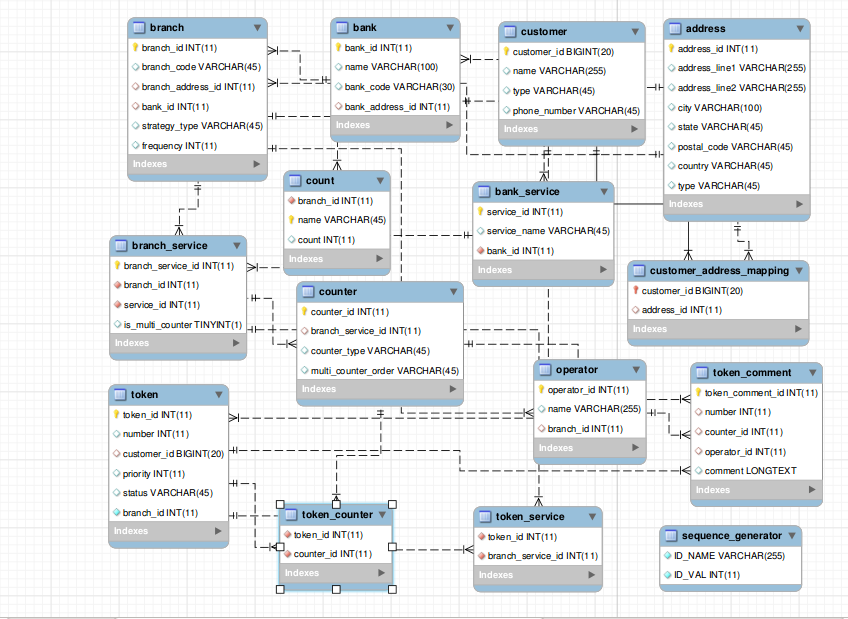 branch
branch_id INT(11)
branch_code VARCHAR(45)
branch_address_id INT(11)
bank_id INT(11)
strategy_type VARCHAR(45)
frequency INT(11)
Indexes
bank
bank_id INT(11)
name VARCHAR(100)
bank_code VARCHAR(30)
bank_address_id INT(11)
Indexes
customer
customer_id BIGINT(20)
name VARCHAR(255)
type VARCHAR(45)
phone_number VARCHAR(45)
Indexes
address
address_id INT(11)
address_line1 VARCHAR(255)
address_line2 VARCHAR(255)
city VARCHAR(100)
state VARCHAR(45)
postal_code VARCHAR(45)
country VARCHAR(45)
type VARCHAR(45)
Indexes
count
branch_id INT(11)
name VARCHAR(45)
count INT(11)
Indexes
bank_service
service_id INT(11)
service_name VARCHAR(45)
bank_id INT(11)
Indexes
branch_service
branch_service_id INT(11)
branch_id INT(11)
service_id INT(11)
is_multi_counter TINYINT(1)
Indexes
counter
counter_id INT(11)
branch_service_id INT(11)
counter_type VARCHAR(45)
multi_counter_order VARCHAR(45)
Indexes
customer_address_mapping
customer_id BIGINT(20)
address_id INT(11)
Indexes
token
token_id INT(11)
number INT(11)
customer_id BIGINT(20)
priority INT(11)
status VARCHAR(45)
branch_id INT(11)
Indexes
operator
operator_id INT(11)
name VARCHAR(255)
branch_id INT(11)
Indexes
token_comment
token_comment_id INT(11)
number INT(11)
counter_id INT(11)
operator_id INT(11)
comment LONGTEXT
Indexes
token_counter
token_id INT(11)
counter_id INT(11)
Indexes
token_service
token_id INT(11)
branch_service_id INT(11)
Indexes
sequence_generator
ID_NAME VARCHAR(255)
ID_VAL INT(11)